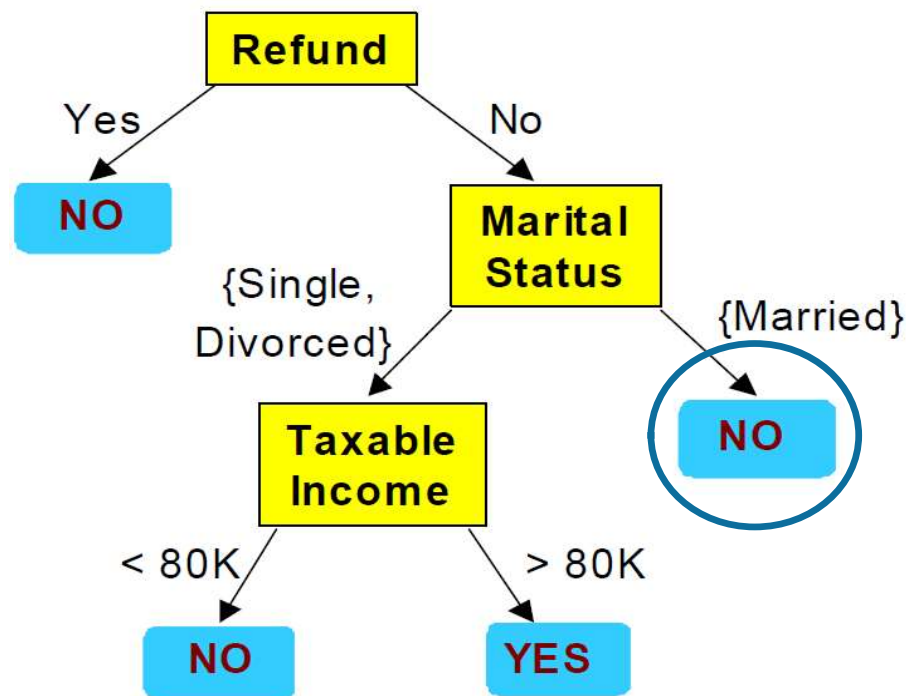 Refund
Yes
No
NO
Marital
Status
{Single,
Divorced}
{Married}
NO
Taxable
Income
< 80K
> 80K
NO
YES